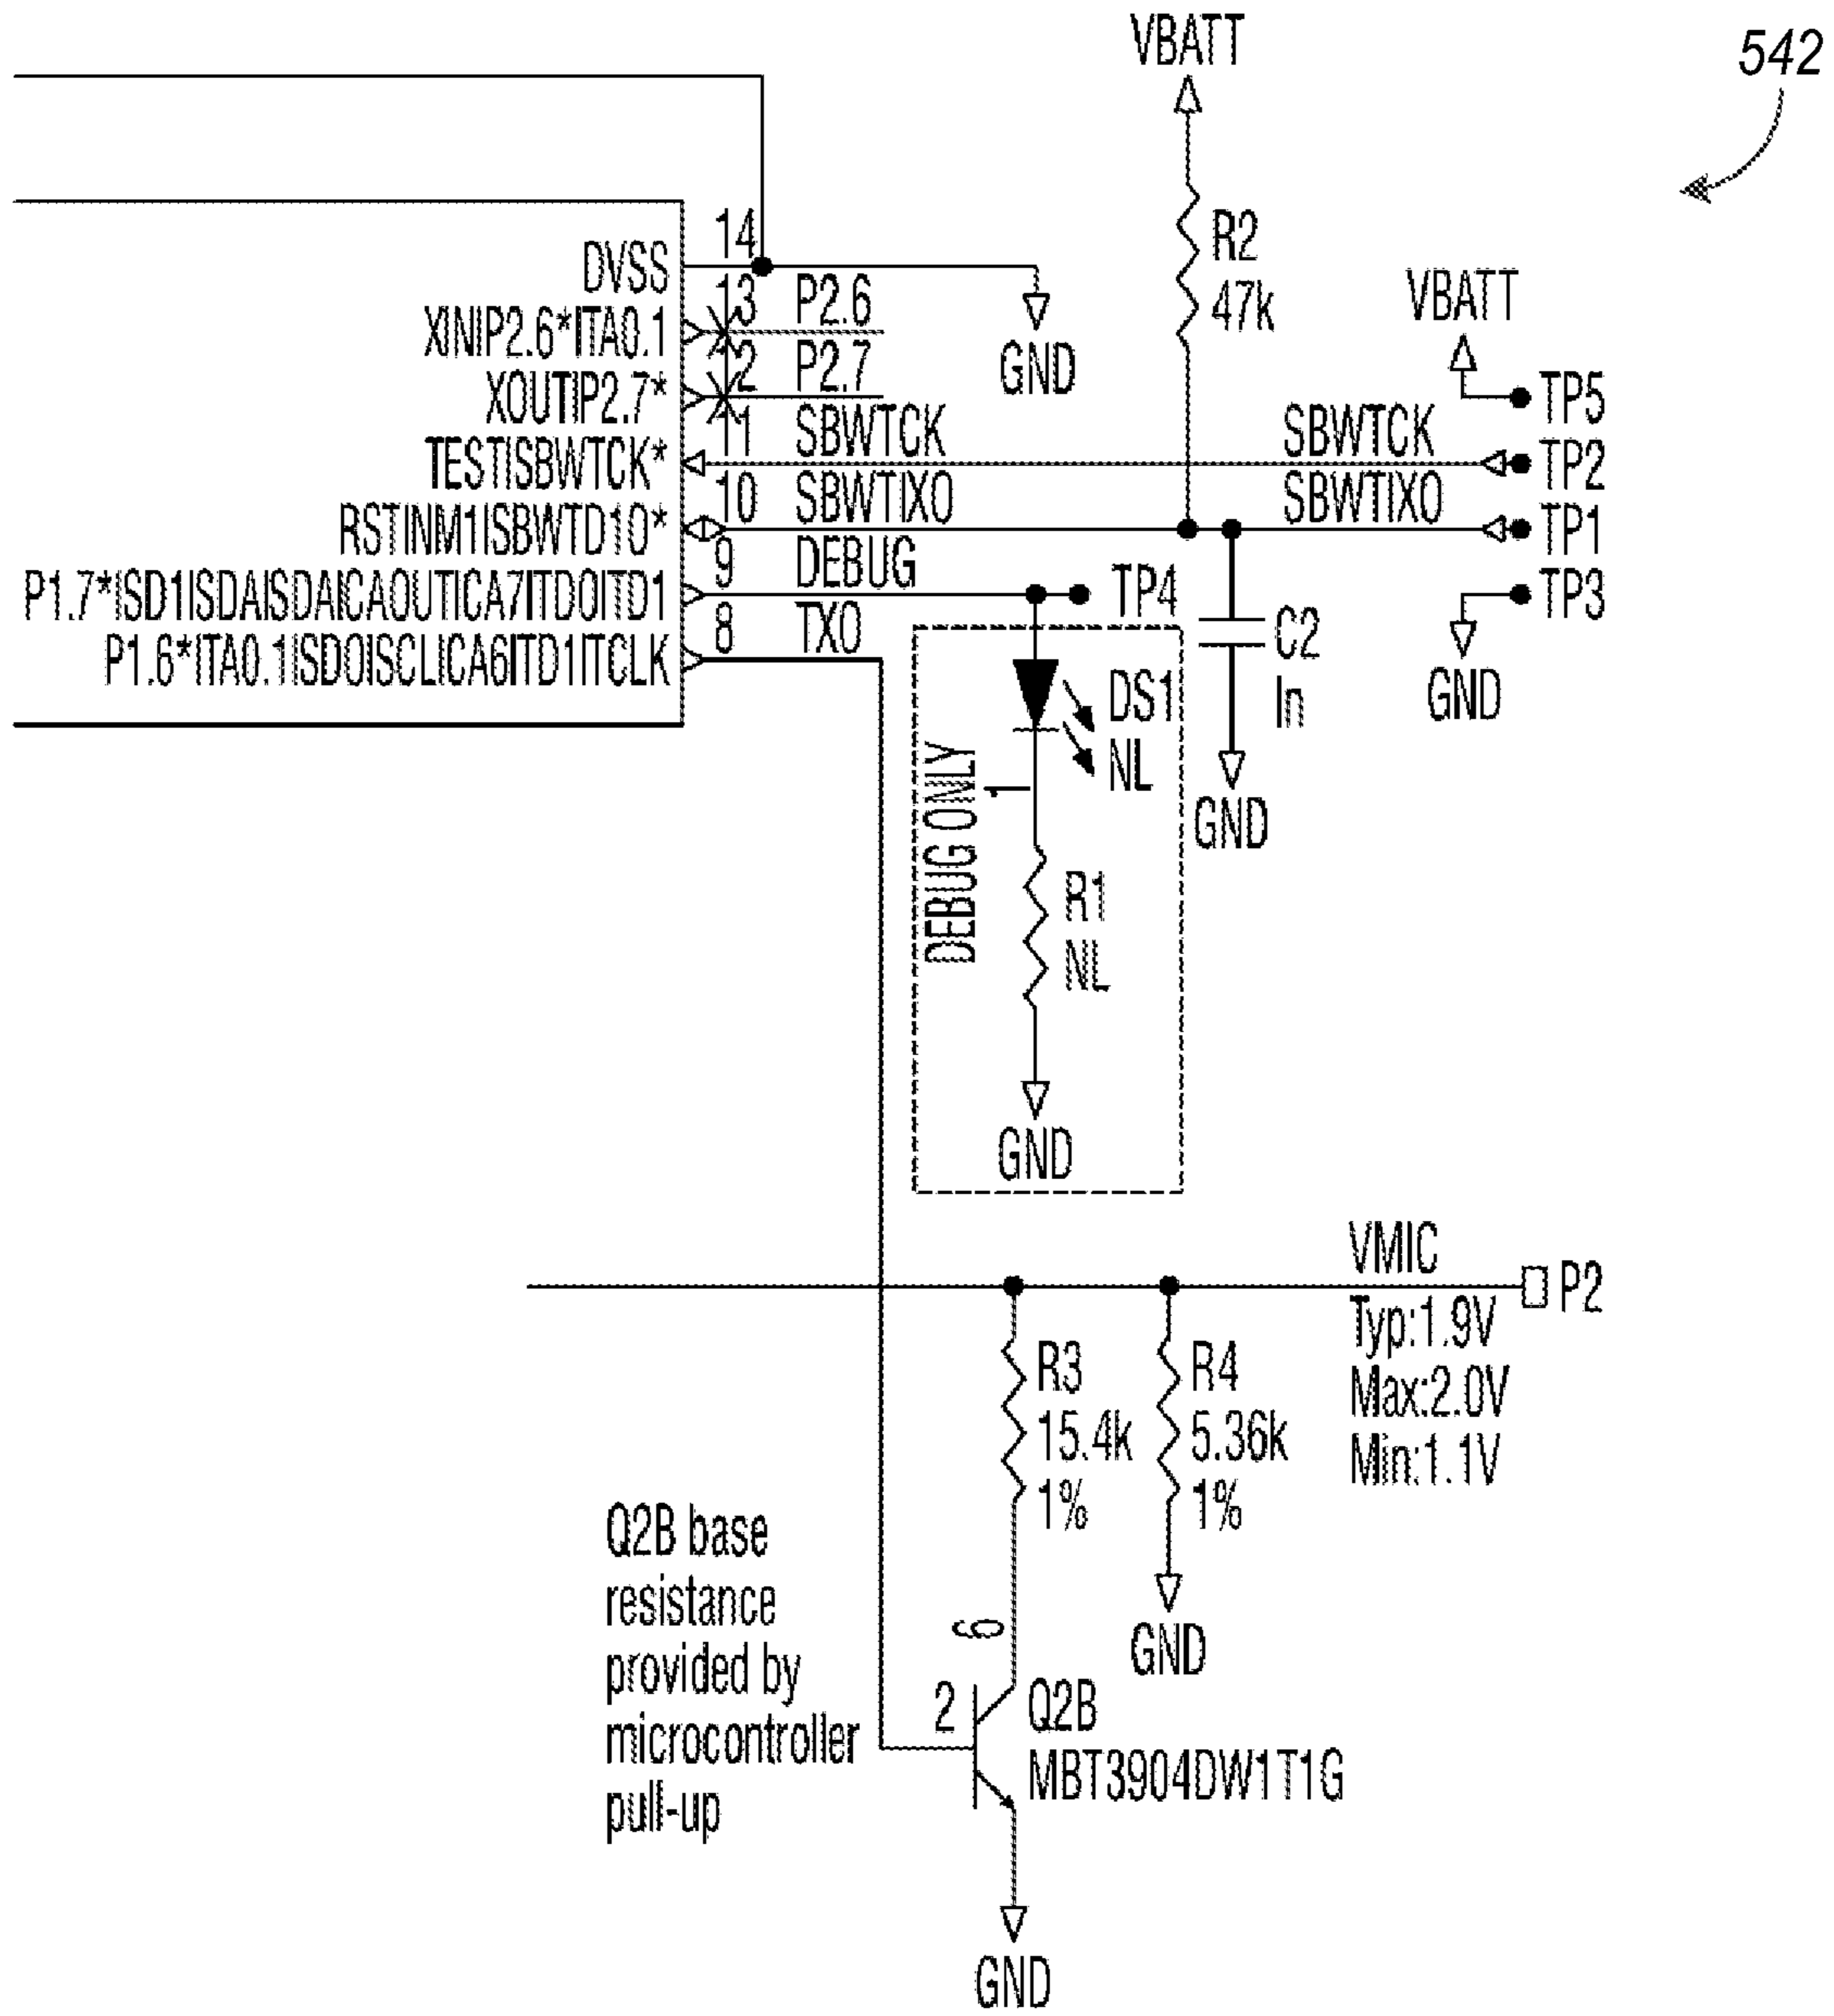 VBATT
542
14
DVSS
R2
47k
13 P2.6
XINIP2.6*ITA0.1
VBATT
GND
2 P2.7
XOUTIP2.7*
TP5
11 SBWTCK
SBWTCK
TESTISBWTCK*
TP2
10 SBWTIXO
SBWTIXO
RSTINM1ISBWTD10*
TP1
9 DEBUG
TP4
P1.7*ISD1ISDAISDAICAOUTICA7ITD0ITD1
TP3
8 TXO
C2
In
P1.6*ITA0.1ISDOISCLICA6ITD1ITCLK
DS1
NL
GND
DEBUG ONLY
1
GND
R1
NL
GND
VMIC
P2
Typ:1.9V
Max:2.0V
Min:1.1V
R3
15.4k
1%
R4
5.36k
1%
Q2B base
resistance
provided by
microcontroller
pull-up
6
GND
2
Q2B
MBT3904DW1T1G
GND